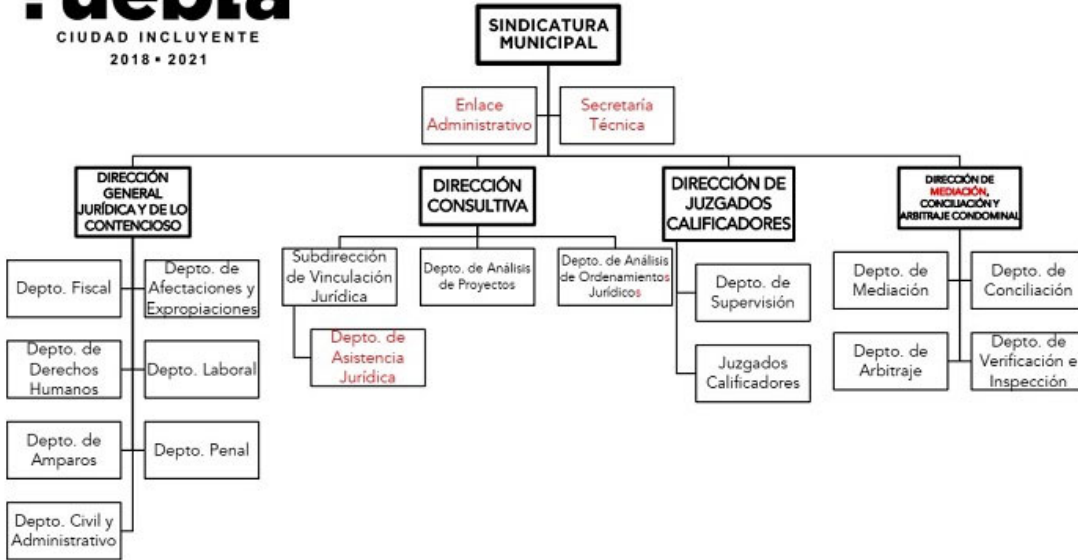 Puebla
CIUDAD INCLUYENTE
2018 • 2021
SINDICATURA
MUNICIPAL
Enlace
Administrativo
Secretaría
Técnica
DIRECCIÓN
GENERAL
JURÍDICA Y DE LO
CONTENCIOSO
DIRECCIÓN
CONSULTIVA
DIRECCIÓN DE
JUZGADOS
CALIFICADORES
DIRECCIÓN DE
MEDIACIÓN,
CONCILIACIÓN Y
ARBITRAJE CONDOMINAL
Depto. Fiscal
Depto. de
Afectaciones y
Expropiaciones
Depto. de
Derechos
Humanos
Depto. Laboral
Depto. de
Amparos
Depto. Penal
Depto. Civil y
Administrativo
Subdirección
de Vinculación
Jurídica
Depto. de Análisis
de Proyectos
Depto. de Análisis
de Ordenamientos
Jurídicos
Depto. de
Asistencia
Jurídica
Depto. de
Supervisión
Juzgados
Calificadores
Depto. de
Mediación
Depto. de
Conciliación
Depto. de
Arbitraje
Depto. de
Verificación e
Inspección